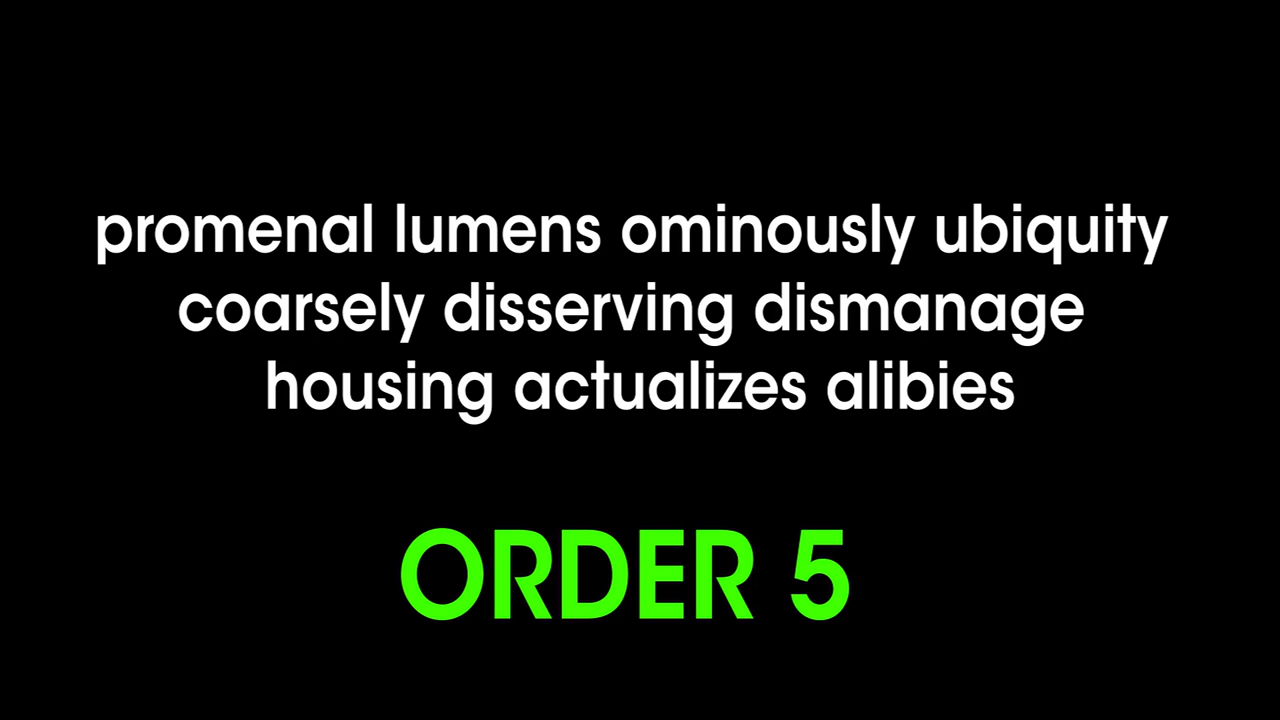 promenal lumens ominously ubiquity
coarsely disserving dismanage
housing actualizes alibies
ORDER 5